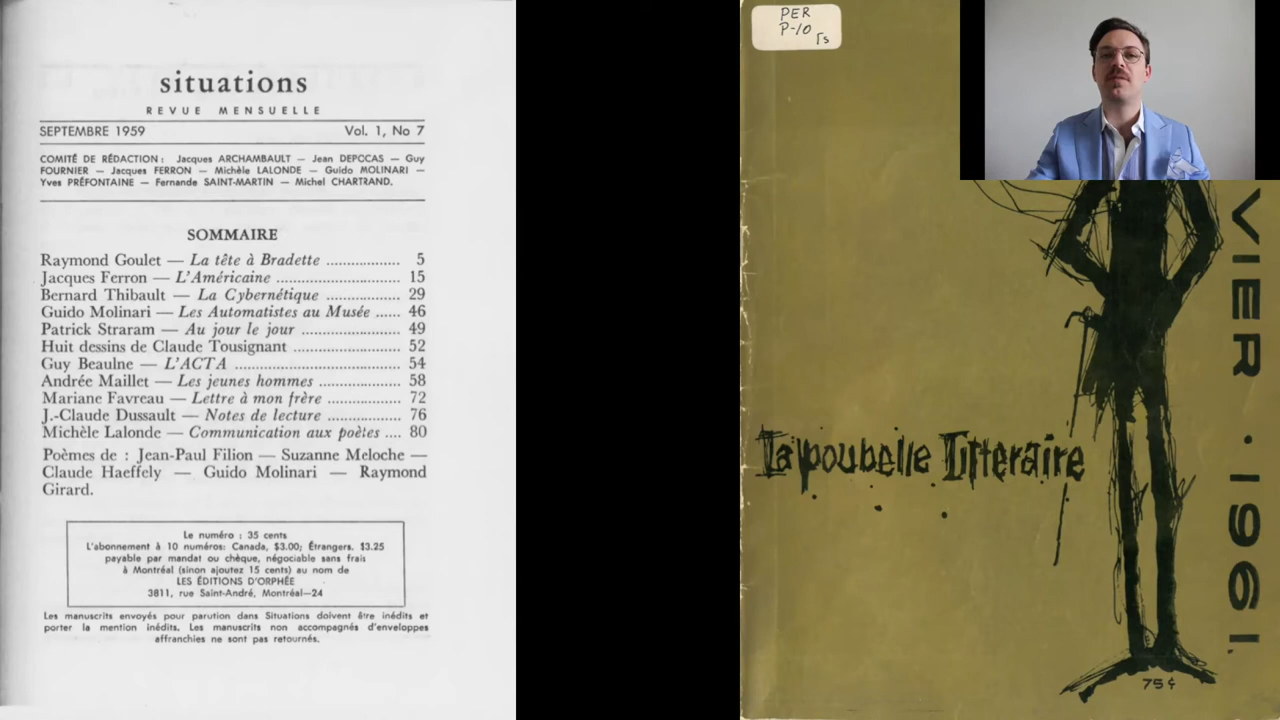 situations
REVUE MENSUELLE
SEPTEMBRE 1959 Vol. 1, No 7
COMITÉ DE RÉDACTION : Jacques ARCHAMBAULT — Jean DEPOCAS — Guy
FOURNIER — Jacques FERRON — Michèle LALONDE — Guido MOLINARI —
Yves PRÉFONTAINE — Fernande SAINT-MARTIN — Michel CHARTRAND.
SOMMAIRE
Raymond Goulet — La tête à Bradette .................. 5
Jacques Ferron — L'Américaine ............................ 15
Bernard Thibault — La Cybernétique .................. 29
Guido Molinari — Les Automatistes au Musée ...... 46
Patrick Straram — Au jour le jour ...................... 49
Huit dessins de Claude Tousignant ...................... 52
Guy Beaulne — L'ACTA ...................................... 54
Andrée Maillet — Les jeunes hommes .................. 58
Mariane Favreau — Lettre à mon frère ................ 72
J.-Claude Dussault — Notes de lecture ................ 76
Michèle Lalonde — Communication aux poètes .... 80
Poèmes de : Jean-Paul Filion — Suzanne Meloche —
Claude Haeffely — Guido Molinari — Raymond
Girard.
Le numéro : 35 cents
L'abonnement à 10 numéros: Canada, $3.00; Étrangers. $3.25
payable par mandat ou chèque, négociable sans frais
à Montréal (sinon ajoutez 15 cents) au nom de
LES ÉDITIONS D'ORPHÉE
3811, rue Saint-André, Montréal—24
Les manuscrits envoyés pour parution dans Situations doivent être inédits et
porter la mention inédits. Les manuscrits non accompagnés d'enveloppes
affranchies ne sont pas retournés.
PER
P-10
La poubelle Littéraire
VIER · 1961.
75¢